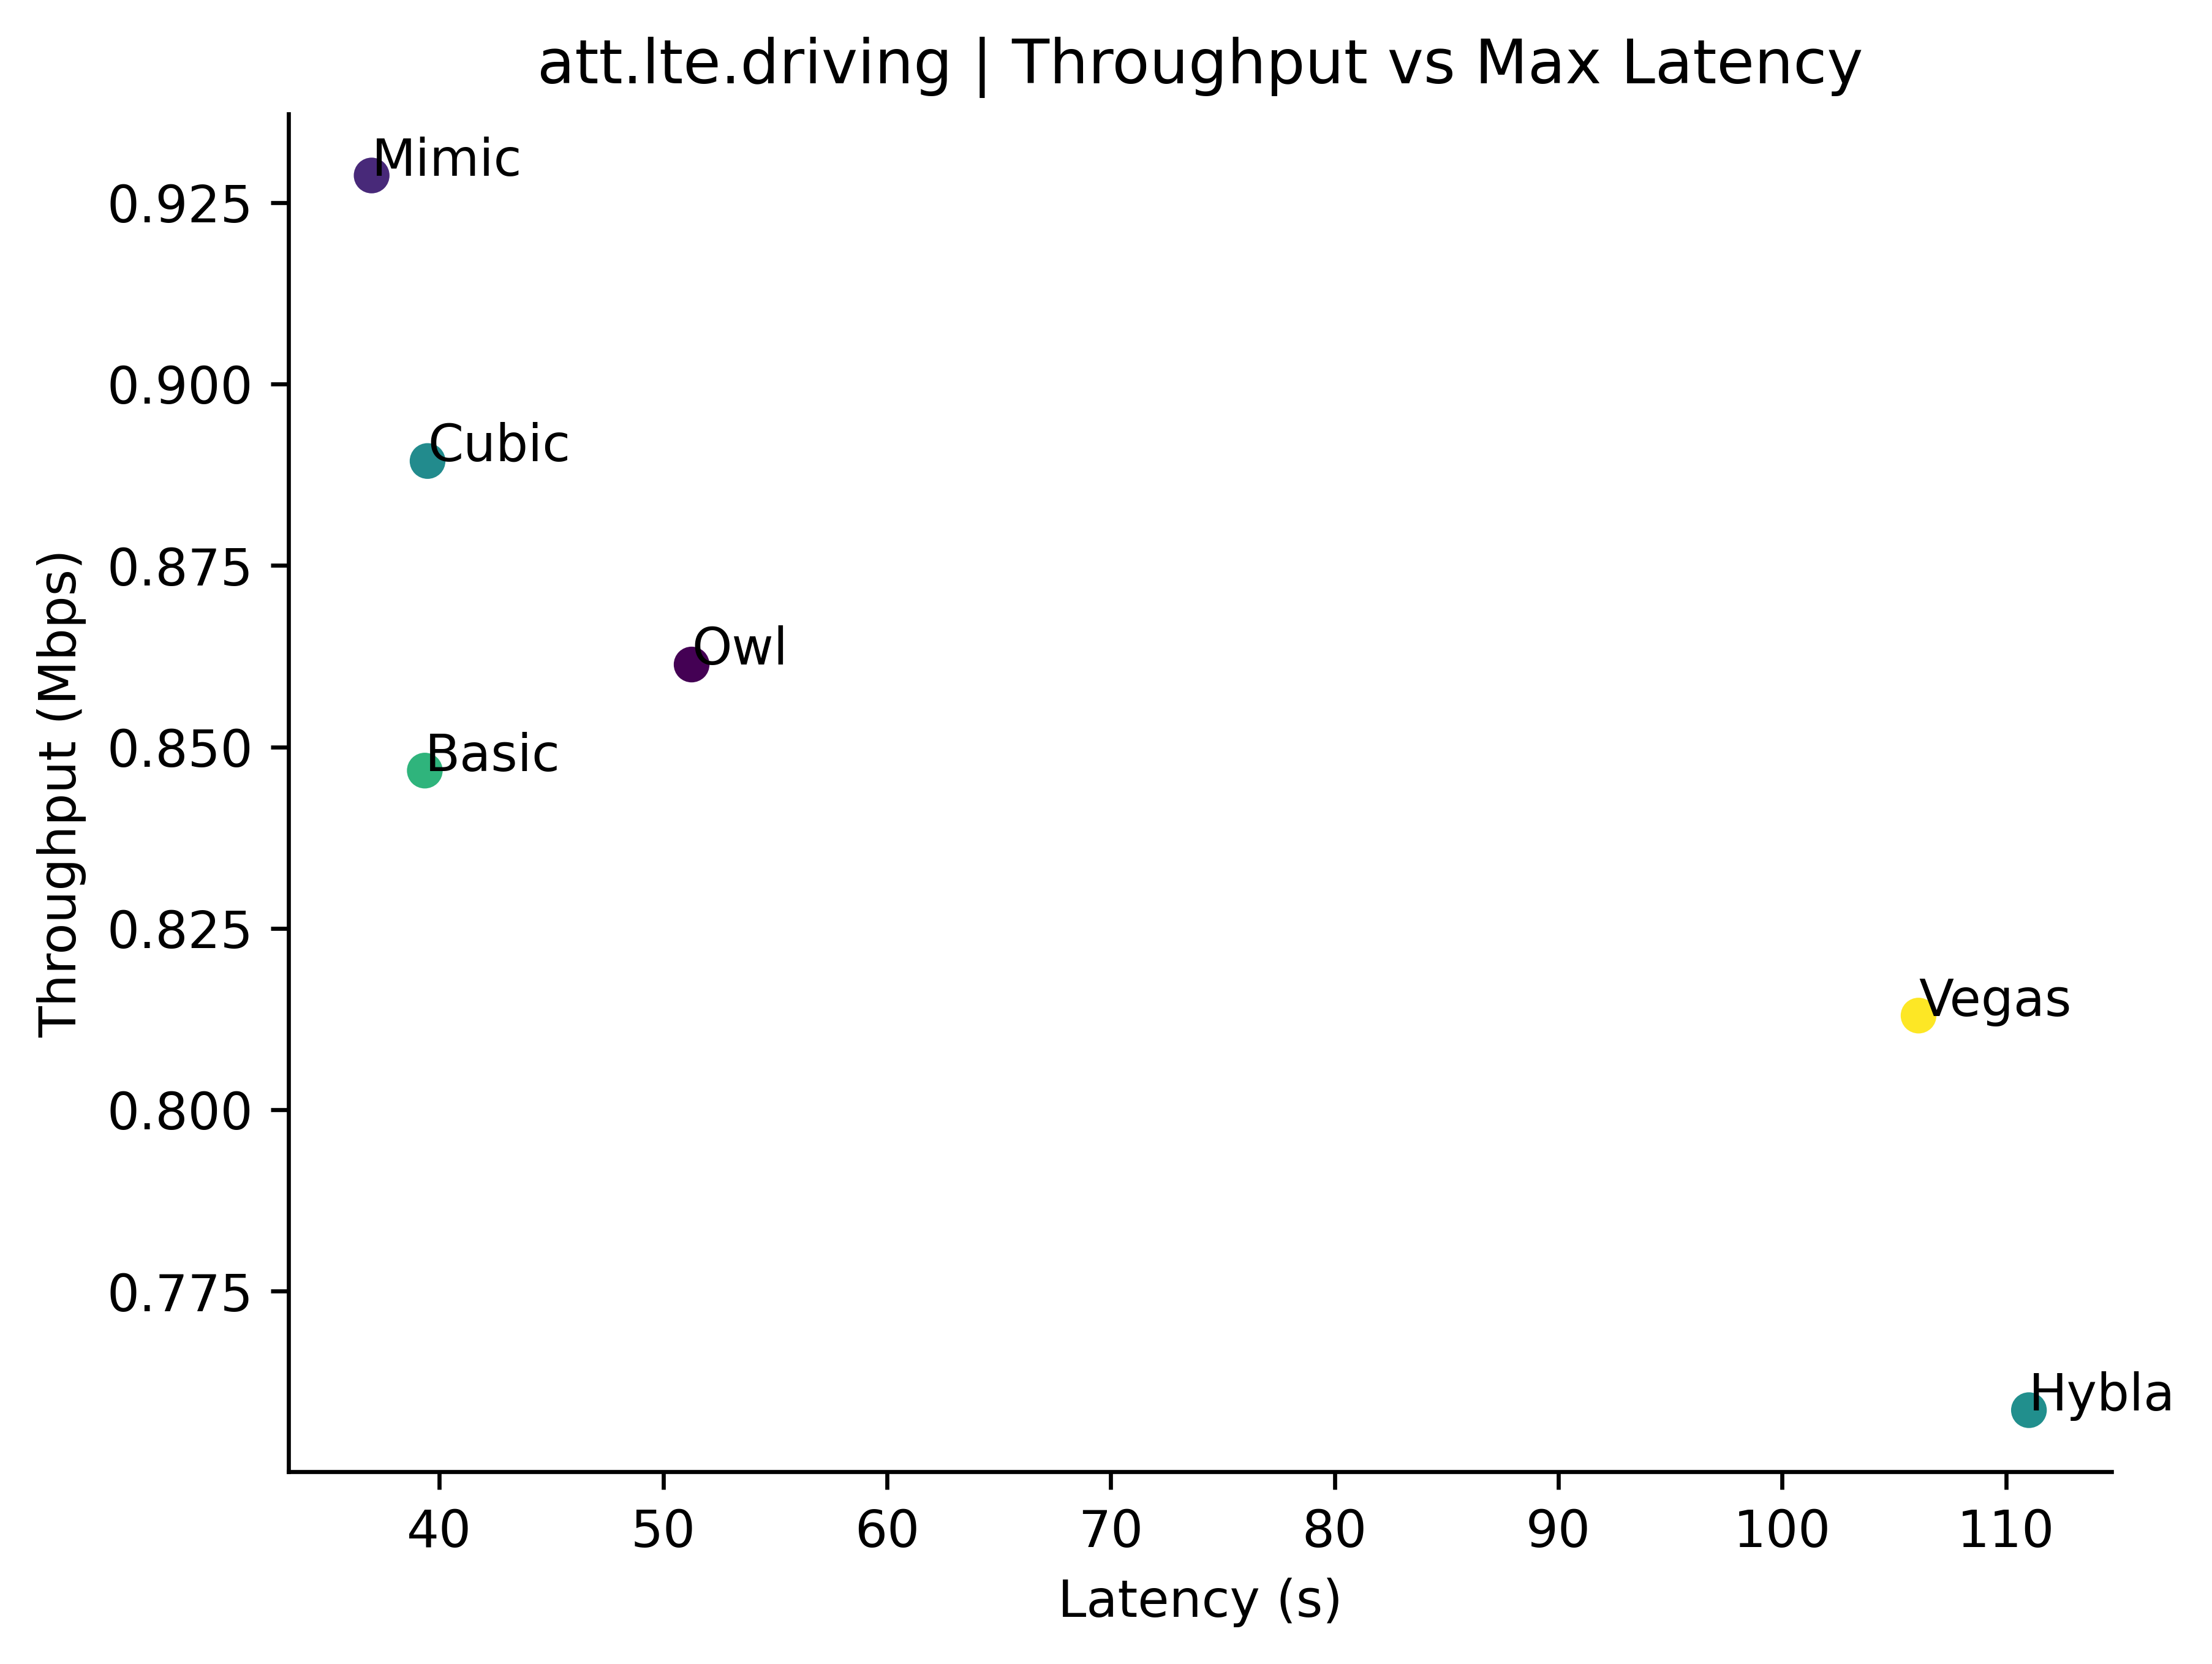 att.lte.driving | Throughput vs Max Latency
Mimic
0.925
0.900
Cubic
0.875
Owl
0.850
Basic
0.825
Vegas
0.800
0.775
Hybla
Throughput (Mbps)
40 50 60 70 80 90 100 110
Latency (s)